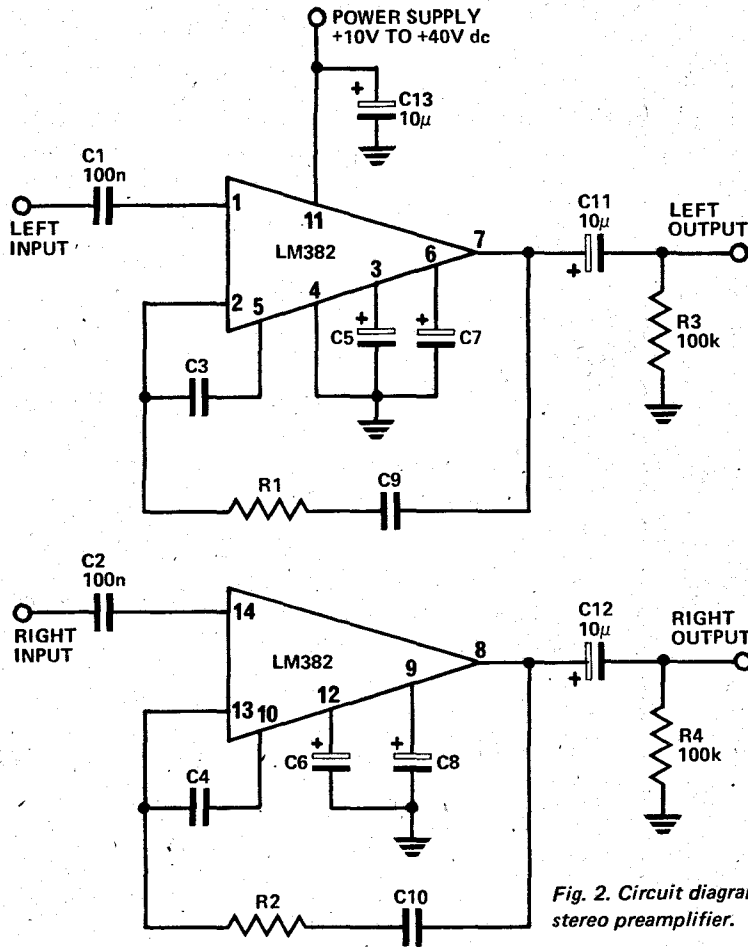 POWER SUPPLY
+10V TO +40V dc
+
C13
10µ
C1
100n
LEFT
INPUT
1
11
LM382
2
5
4
3
6
7
C11
10µ
+
LEFT
OUTPUT
R3
100k
C3
+
C5
+
C7
R1
C9
C2
100n
RIGHT
INPUT
14
LM382
13
10
12
9
8
C12
10µ
+
RIGHT
OUTPUT
R4
100k
C4
+
C6
+
C8
R2
C10
Fig. 2. Circuit
stereo preamplifier.